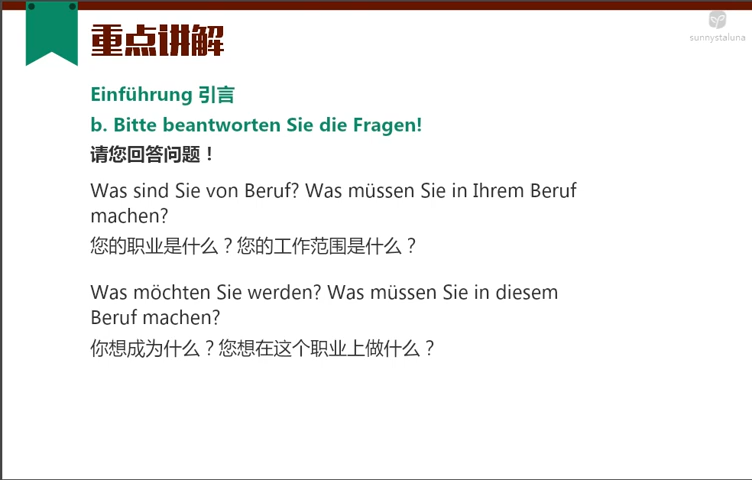 重点讲解
sunnystaluna
Einführung 引言
b. Bitte beantworten Sie die Fragen!
请您回答问题！
Was sind Sie von Beruf? Was müssen Sie in Ihrem Beruf
machen?
您的职业是什么？您的工作范围是什么？
Was möchten Sie werden? Was müssen Sie in diesem
Beruf machen?
你想成为什么？您想在这个职业上做什么？